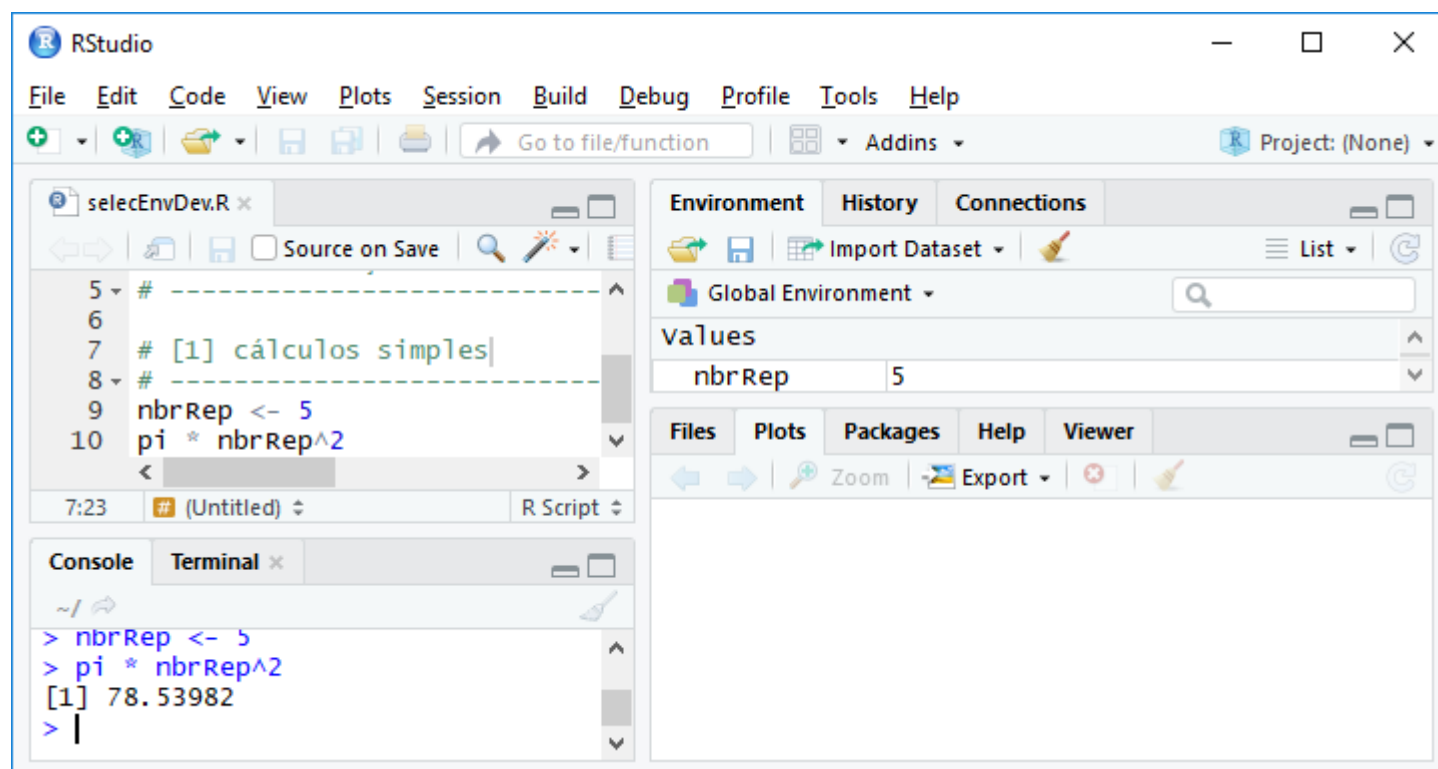 RStudio
File Edit Code View Plots Session Build Debug Profile Tools Help
Go to file/function Addins Project: (None)
selecEnvDev.R
Source on Save
5 # ---------------------------
6
7 # [1] cálculos simples
8 # ---------------------------
9 nbrRep <- 5
10 pi * nbrRep^2
7:23 (Untitled) R Script
Console Terminal
~/
> nbrRep <- 5
> pi * nbrRep^2
[1] 78.53982
>
Environment History Connections
Import Dataset List
Global Environment
Values
nbrRep 5
Files Plots Packages Help Viewer
Zoom Export